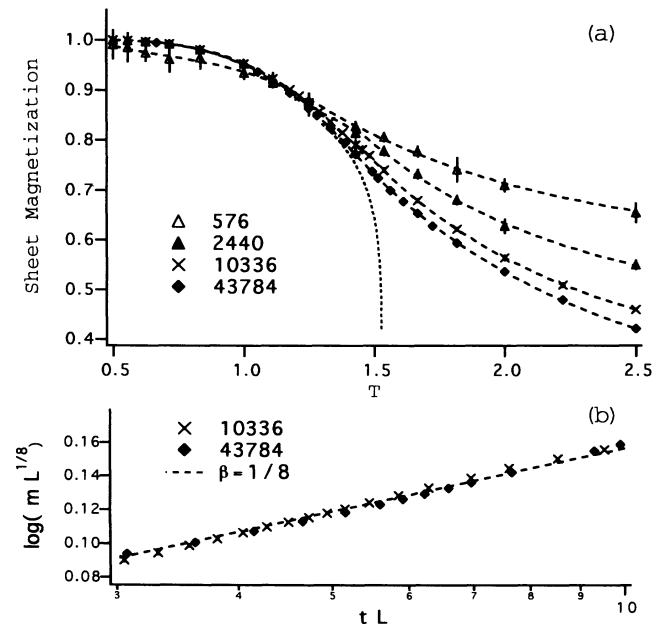 (a)
Sheet Magnetization
1.0
0.9
0.8
0.7
0.6
0.5
0.4
576
2440
10336
43784
0.5 1.0 1.5 2.0 2.5
T
(b)
log( m L^1/8)
0.16
0.14
0.12
0.10
0.08
10336
43784
β = 1/8
3 4 5 6 7 8 9 10
t L